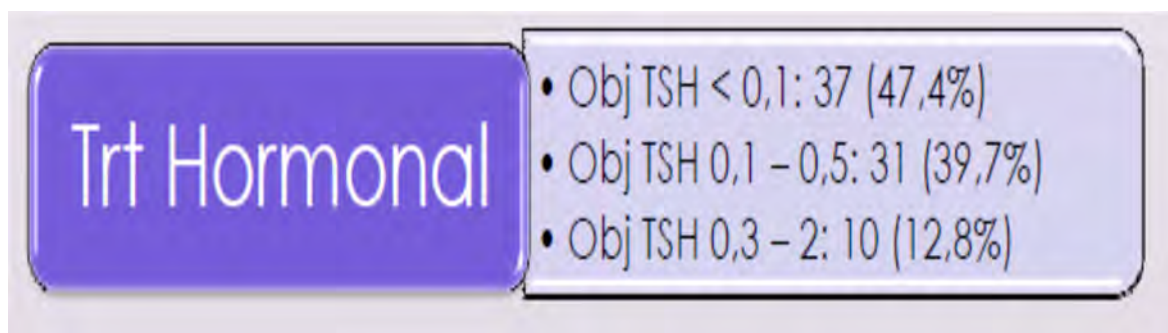 Trt Hormonal
• Obj TSH < 0,1: 37 (47,4%)
• Obj TSH 0,1 – 0,5: 31 (39,7%)
• Obj TSH 0,3 – 2: 10 (12,8%)